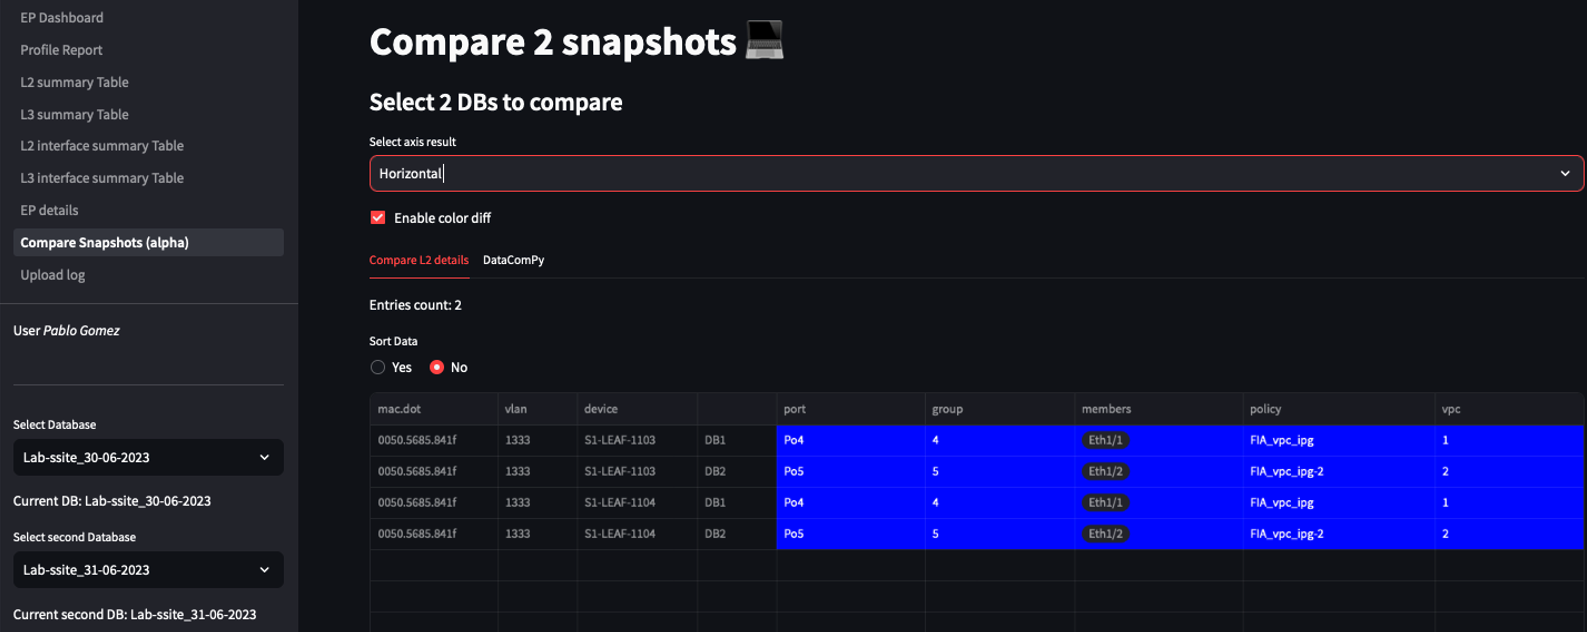 EP Dashboard
Profile Report
L2 summary Table
L3 summary Table
L2 interface summary Table
L3 interface summary Table
EP details
Compare Snapshots (alpha)
Upload log
User Pablo Gomez
Select Database
Lab-ssite_30-06-2023
Current DB: Lab-ssite_30-06-2023
Select second Database
Lab-ssite_31-06-2023
Current second DB: Lab-ssite_31-06-2023
Compare 2 snapshots
Select 2 DBs to compare
Select axis result
Horizontal
Enable color diff
Compare L2 details DataComPy
Entries count: 2
Sort Data
Yes No
mac.dot vlan device port group members policy vpc
0050.5685.841f 1333 S1-LEAF-1103 DB1 Po4 4 Eth1/1 FIA_vpc_ipg 1
0050.5685.841f 1333 S1-LEAF-1103 DB2 Po5 5 Eth1/2 FIA_vpc_ipg-2 2
0050.5685.841f 1333 S1-LEAF-1104 DB1 Po4 4 Eth1/1 FIA_vpc_ipg 1
0050.5685.841f 1333 S1-LEAF-1104 DB2 Po5 5 Eth1/2 FIA_vpc_ipg-2 2